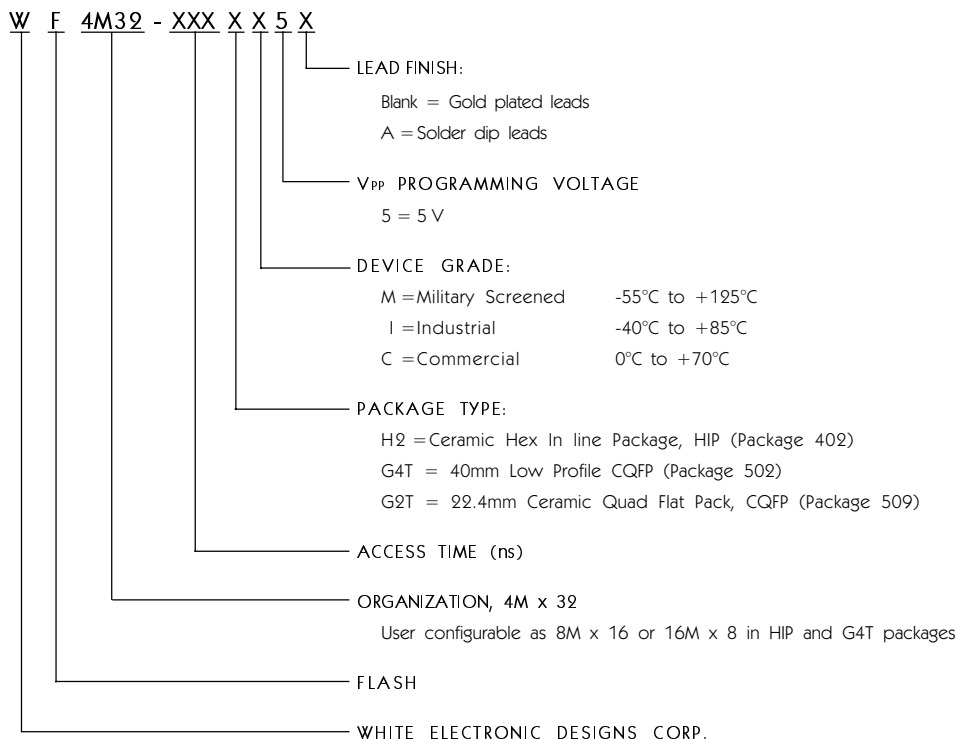 W F 4M32 - XXX X X 5 X
LEAD FINISH:
Blank = Gold plated leads
A = Solder dip leads
VPP PROGRAMMING VOLTAGE
5 = 5 V
DEVICE GRADE:
M = Military Screened -55°C to +125°C
I = Industrial -40°C to +85°C
C = Commercial 0°C to +70°C
PACKAGE TYPE:
H2 = Ceramic Hex In line Package, HIP (Package 402)
G4T = 40mm Low Profile CQFP (Package 502)
G2T = 22.4mm Ceramic Quad Flat Pack, CQFP (Package 509)
ACCESS TIME (ns)
ORGANIZATION, 4M x 32
User configurable as 8M x 16 or 16M x 8 in HIP and G4T packages
FLASH
WHITE ELECTRONIC DESIGNS CORP.